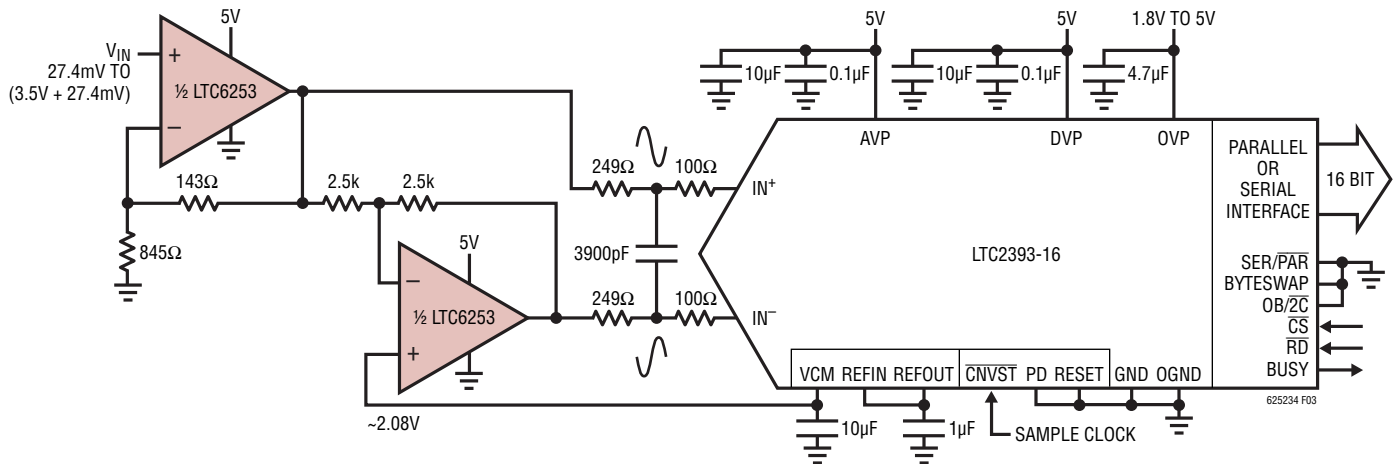 5V
VIN
27.4mV TO
(3.5V + 27.4mV)
+
½ LTC6253
–
143Ω
2.5k
2.5k
845Ω
5V
–
½ LTC6253
+
~2.08V
249Ω
100Ω
3900pF
249Ω
100Ω
5V
10µF
0.1µF
5V
10µF
0.1µF
1.8V TO 5V
4.7µF
AVP
DVP
OVP
IN+
IN–
LTC2393-16
PARALLEL
OR
SERIAL
INTERFACE
16 BIT
SER/PAR
BYTESWAP
OB/2C
CS
RD
BUSY
VCM REFIN REFOUT CNVST PD RESET GND OGND
10µF
1µF
SAMPLE CLOCK
625234 F03